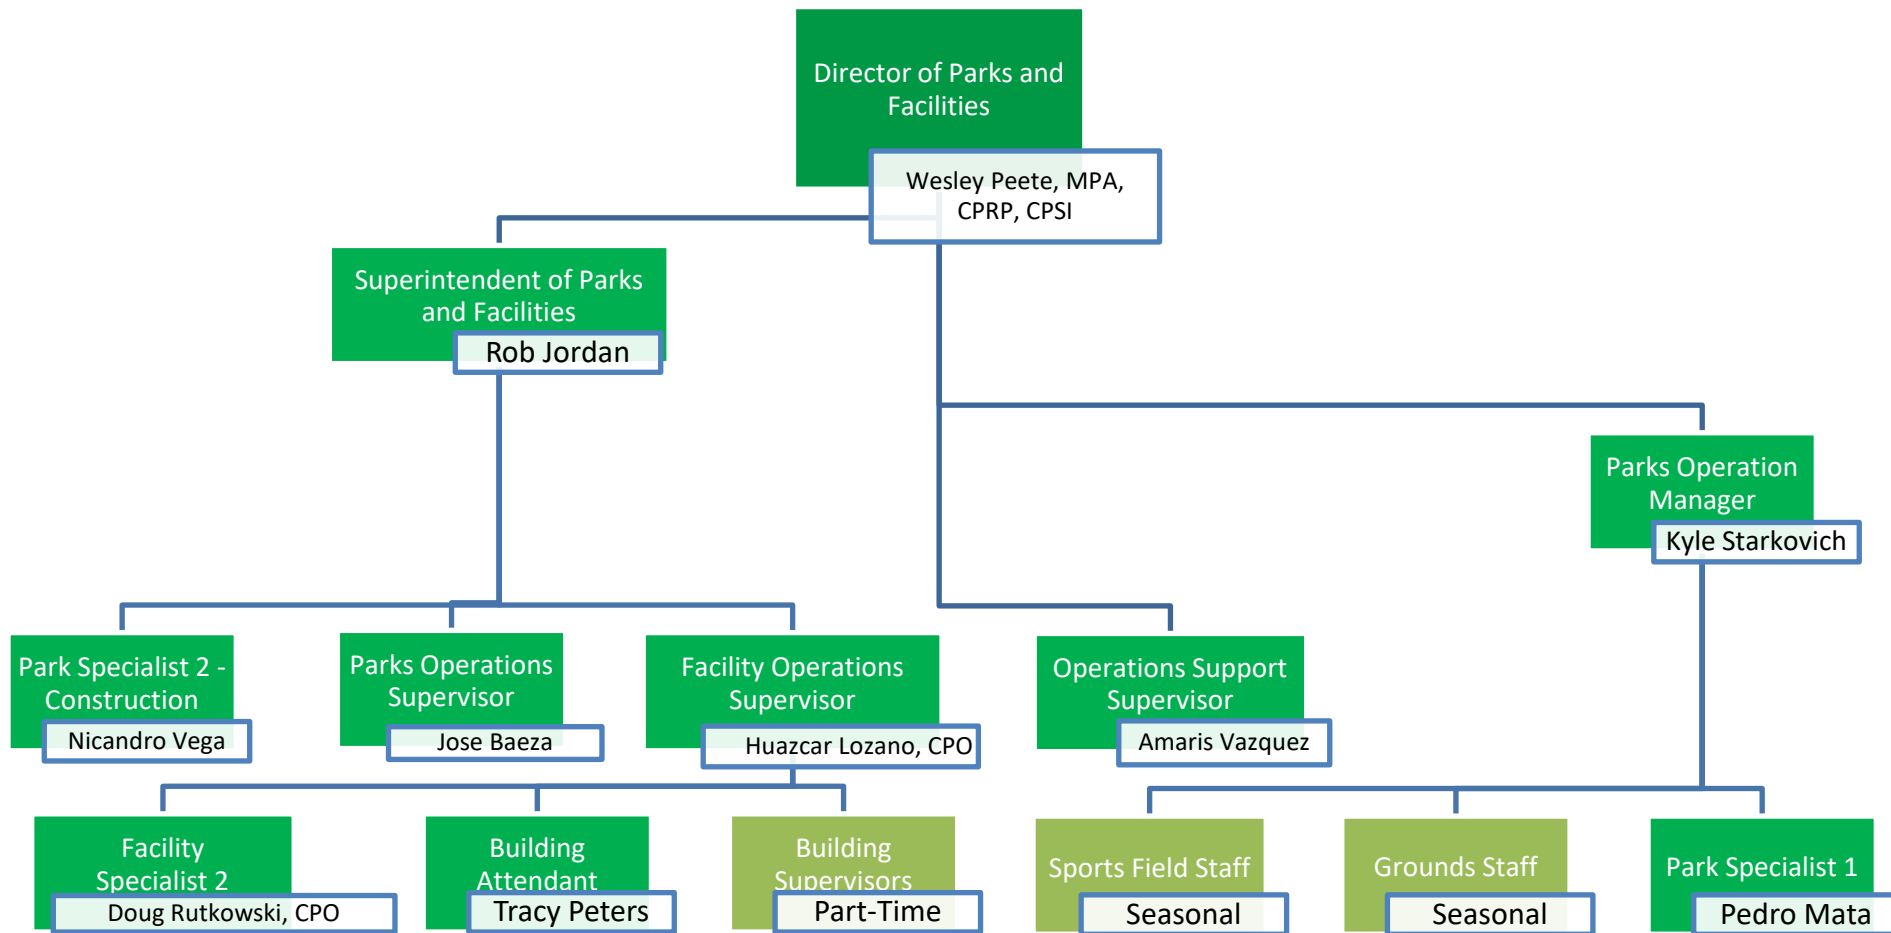 Director of Parks and
Facilities
Wesley Peete, MPA,
CPRP, CPSI
Superintendent of Parks
and Facilities
Rob Jordan
Parks Operation
Manager
Kyle Starkovich
Park Specialist 2 -
Construction
Nicandro Vega
Parks Operations
Supervisor
Jose Baeza
Facility Operations
Supervisor
Huazcar Lozano, CPO
Operations Support
Supervisor
Amaris Vazquez
Facility
Specialist 2
Doug Rutkowski, CPO
Building
Attendant
Tracy Peters
Building
Supervisors
Part-Time
Sports Field Staff
Seasonal
Grounds Staff
Seasonal
Park Specialist 1
Pedro Mata